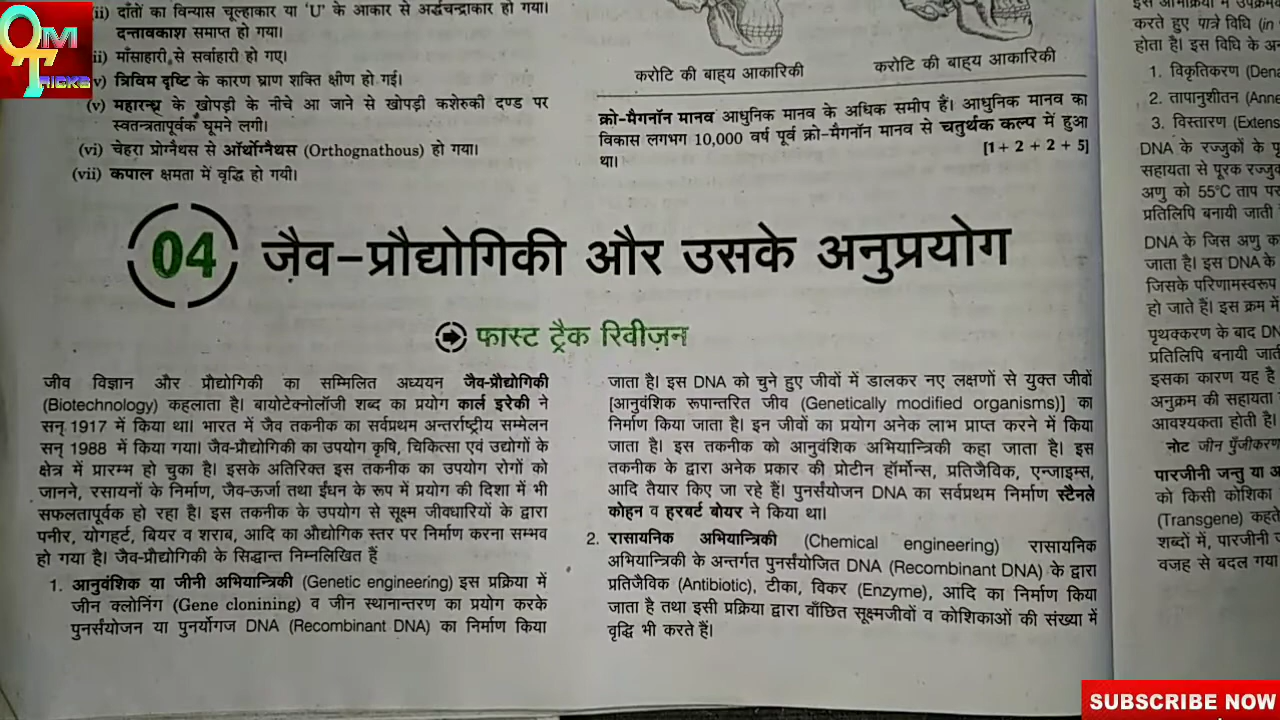 OM
TRICKS
ii) दाँतों का विन्यास चूल्हाकार या 'U' के आकार से अर्द्धचन्द्राकार हो गया।
दन्तावकाश समाप्त हो गया।
ii) माँसाहारी से सर्वाहारी हो गए।
v) त्रिविम दृष्टि के कारण घ्राण शक्ति क्षीण हो गई।
(v) महारन्ध्र के खोपड़ी के नीचे आ जाने से खोपड़ी कशेरुकी दण्ड पर
स्वतन्त्रतापूर्वक घूमने लगी।
(vi) चेहरा प्रोग्नैथस से ऑर्थोग्नैथस (Orthognathous) हो गया।
(vii) कपाल क्षमता में वृद्धि हो गयी।
करोटि की बाह्य आकारिकी
करोटि की बाह्य आकारिकी
क्रो-मैगनॉन मानव आधुनिक मानव के अधिक समीप हैं। आधुनिक मानव का
विकास लगभग 10,000 वर्ष पूर्व क्रो-मैगनॉन मानव से चतुर्थक कल्प में हुआ
था।
[1 + 2 + 2 + 5]
04 जैव-प्रौद्योगिकी और उसके अनुप्रयोग
फास्ट ट्रैक रिवीज़न
जीव विज्ञान और प्रौद्योगिकी का सम्मिलित अध्ययन जैव-प्रौद्योगिकी
(Biotechnology) कहलाता है। बायोटेक्नोलॉजी शब्द का प्रयोग कार्ल इरेकी ने
सन् 1917 में किया था। भारत में जैव तकनीक का सर्वप्रथम अन्तर्राष्ट्रीय सम्मेलन
सन् 1988 में किया गया। जैव-प्रौद्योगिकी का उपयोग कृषि, चिकित्सा एवं उद्योगों के
क्षेत्र में प्रारम्भ हो चुका है। इसके अतिरिक्त इस तकनीक का उपयोग रोगों को
जानने, रसायनों के निर्माण, जैव-ऊर्जा तथा ईंधन के रूप में प्रयोग की दिशा में भी
सफलतापूर्वक हो रहा है। इस तकनीक के उपयोग से सूक्ष्म जीवधारियों के द्वारा
पनीर, योगहर्ट, बियर व शराब, आदि का औद्योगिक स्तर पर निर्माण करना सम्भव
हो गया है। जैव-प्रौद्योगिकी के सिद्धान्त निम्नलिखित हैं
1. आनुवंशिक या जीनी अभियान्त्रिकी (Genetic engineering) इस प्रक्रिया में
जीन क्लोनिंग (Gene clonining) व जीन स्थानान्तरण का प्रयोग करके
पुनर्संयोजन या पुनर्योगज DNA (Recombinant DNA) का निर्माण किया
जाता है। इस DNA को चुने हुए जीवों में डालकर नए लक्षणों से युक्त जीवों
[आनुवंशिक रूपान्तरित जीव (Genetically modified organisms)] का
निर्माण किया जाता है। इन जीवों का प्रयोग अनेक लाभ प्राप्त करने में किया
जाता है। इस तकनीक को आनुवंशिक अभियान्त्रिकी कहा जाता है। इस
तकनीक के द्वारा अनेक प्रकार की प्रोटीन हॉर्मोन्स, प्रतिजैविक, एन्जाइम्स,
आदि तैयार किए जा रहे हैं। पुनर्संयोजन DNA का सर्वप्रथम निर्माण स्टैनले
कोहन व हरबर्ट बोयर ने किया था।
2. रासायनिक अभियान्त्रिकी (Chemical engineering) रासायनिक
अभियान्त्रिकी के अन्तर्गत पुनर्संयोजित DNA (Recombinant DNA) के द्वारा
प्रतिजैविक (Antibiotic), टीका, विकर (Enzyme), आदि का निर्माण किया
जाता है तथा इसी प्रक्रिया द्वारा वाँछित सूक्ष्मजीवों व कोशिकाओं की संख्या में
वृद्धि भी करते हैं।
करते हुए पात्रे विधि (in
होता है। इस विधि के
1. विकृतिकरण (Dena
2. तापानुशीतन (Anne
3. विस्तारण (Extens
DNA के रज्जुकों के
सहायता से पूरक रज्जु
अणु को 55°C ताप पर
प्रतिलिपि बनायी जाती
DNA के जिस अणु
जाता है। इस DNA के
जिसके परिणामस्वरूप
हो जाते हैं। इस क्रम में
पृथक्करण के बाद
प्रतिलिपि बनायी
इसका कारण यह है
अनुक्रम की सहायता
आवश्यकता होती है।
नोट जीन पुँजीकरण
पारजीनी जन्तु या
को किसी कोशिका
(Transgene) कहते
शब्दों में, पारजीनी
वजह से बदल गया
SUBSCRIBE NOW